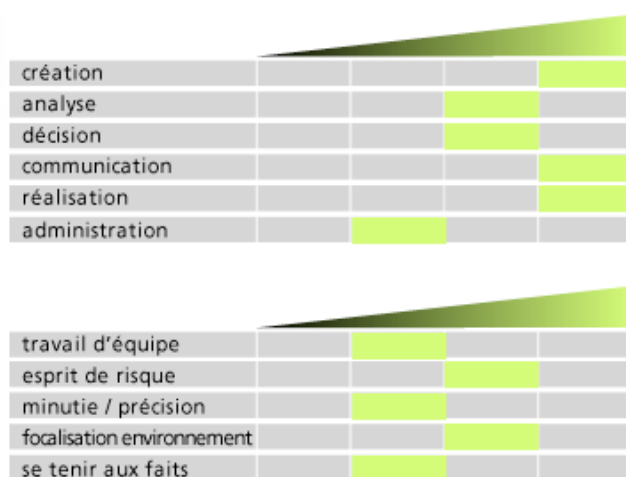 création
analyse
décision
communication
réalisation
administration
travail d'équipe
esprit de risque
minutie / précision
focalisation environnement
se tenir aux faits